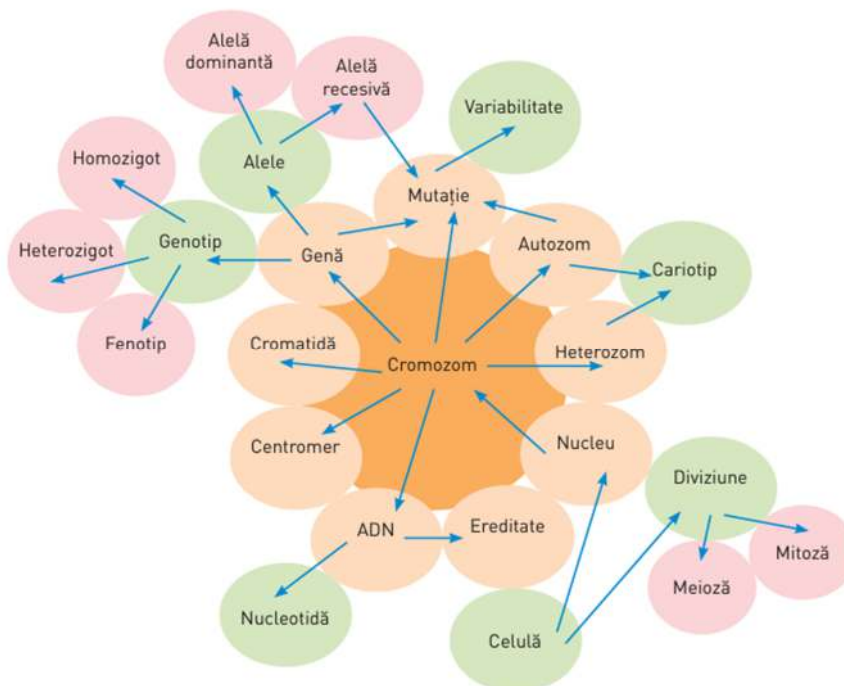 Alelă
dominantă
Alelă
recesivă
Variabilitate
Homozigot
Alele
Mutație
Heterozigot
Genotip
Genă
Autozom
Cariotip
Fenotip
Cromatidă
Cromozom
Heterozom
Centromer
Nucleu
Diviziune
ADN
Ereditate
Mitoză
Meioză
Nucleotidă
Celulă